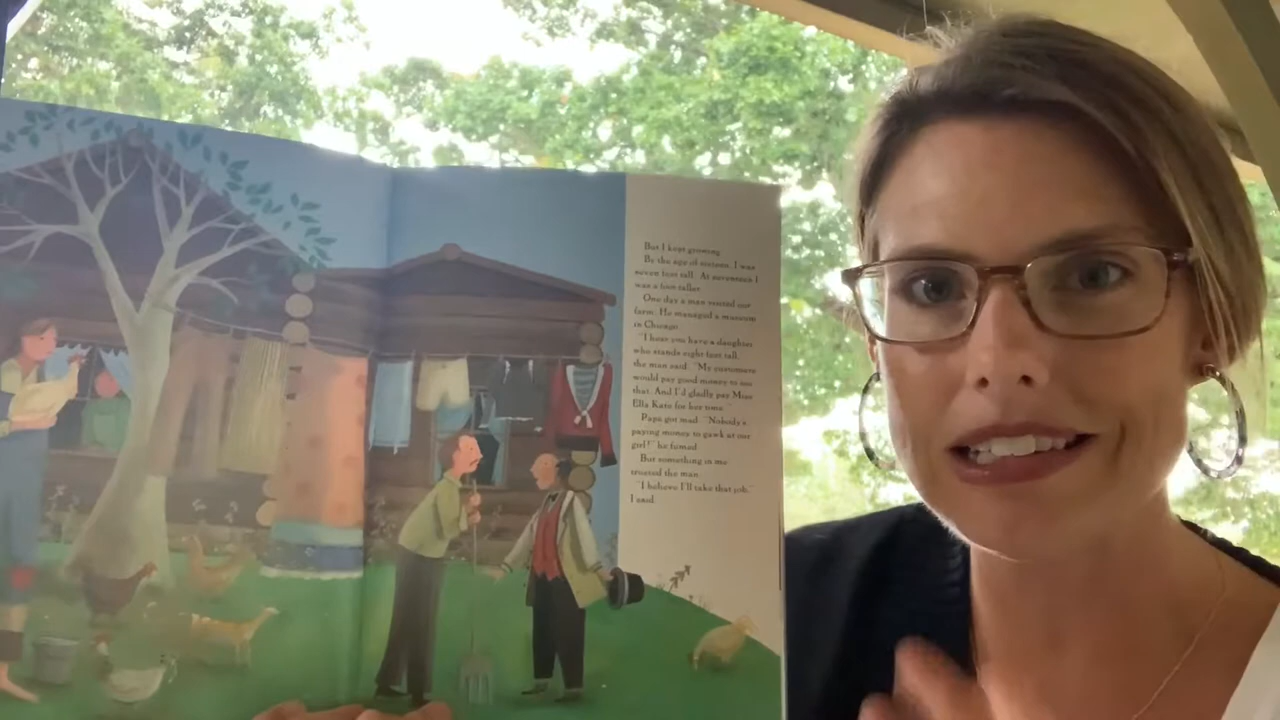 But I kept growing.
By the age of sixteen, I was
seven feet tall. At seventeen I
was a foot taller.
One day a man visited our
farm. He managed a museum
in Chicago.
"I hear you have a daughter
who stands eight feet tall,"
the man said. "My customers
would pay good money to see
that. And I'd gladly pay Miss
Ella Kate for her time."
Papa got mad. "Nobody's
paying money to gawk at our
girl!" he fumed.
But something in me
trusted the man.
"I believe I'll take that job,"
I said.